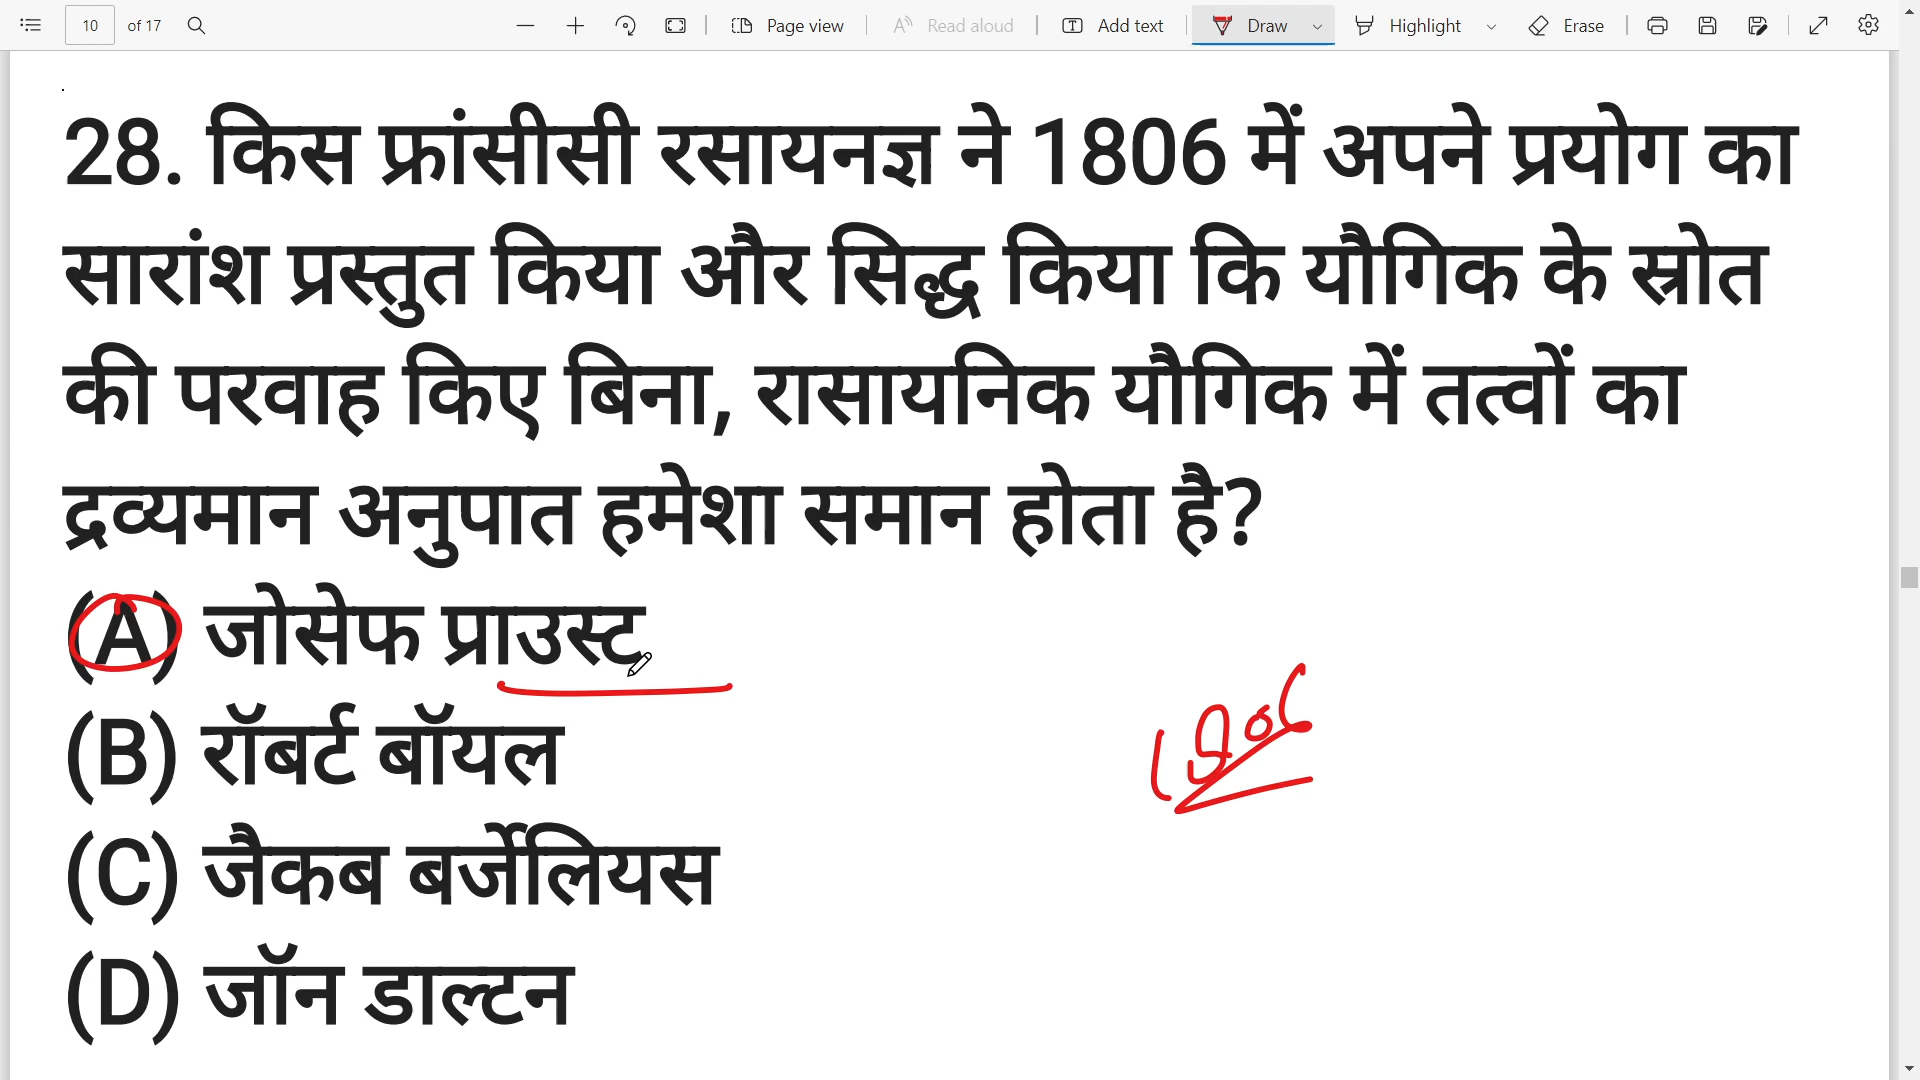 10 of 17 Page view Read aloud Add text Draw Highlight Erase
28. किस फ्रांसीसी रसायनज्ञ ने 1806 में अपने प्रयोग का
सारांश प्रस्तुत किया और सिद्ध किया कि यौगिक के स्रोत
की परवाह किए बिना, रासायनिक यौगिक में तत्वों का
द्रव्यमान अनुपात हमेशा समान होता है?
(A) जोसेफ प्राउस्ट
(B) रॉबर्ट बॉयल
1806
(C) जैकब बर्जेलियस
(D) जॉन डाल्टन